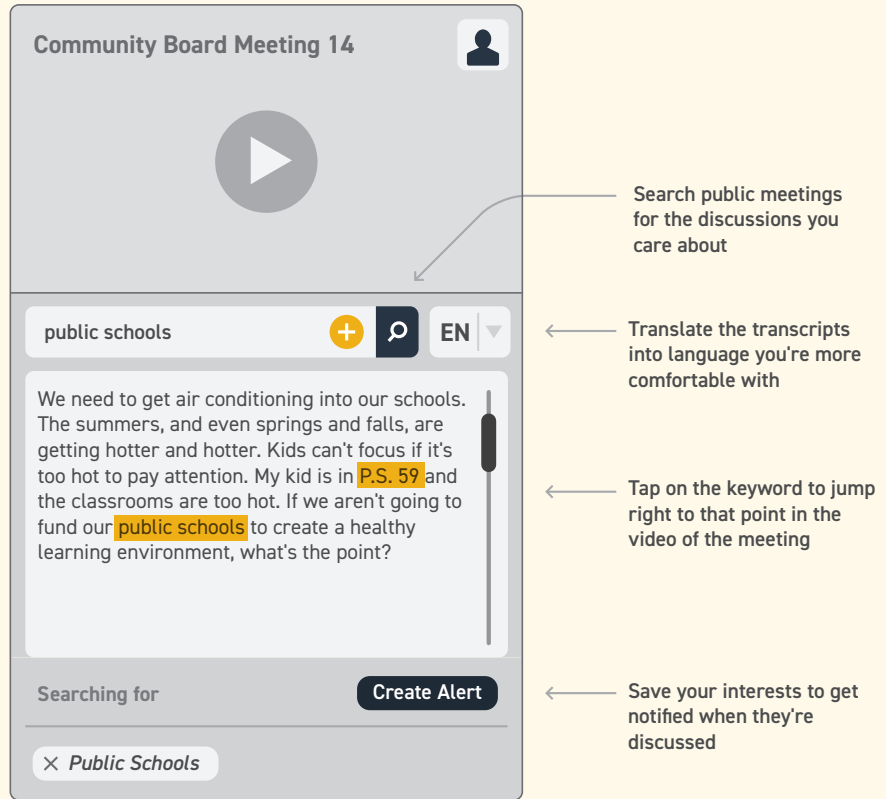 Community Board Meeting 14
Search public meetings
for the discussions you
care about
public schools
EN
Translate the transcripts
into language you're more
comfortable with
We need to get air conditioning into our schools.
The summers, and even springs and falls, are
getting hotter and hotter. Kids can't focus if it's
too hot to pay attention. My kid is in P.S. 59 and
the classrooms are too hot. If we aren't going to
fund our public schools to create a healthy
learning environment, what's the point?
Tap on the keyword to jump
right to that point in the
video of the meeting
Searching for
Create Alert
Save your interests to get
notified when they're
discussed
Public Schools